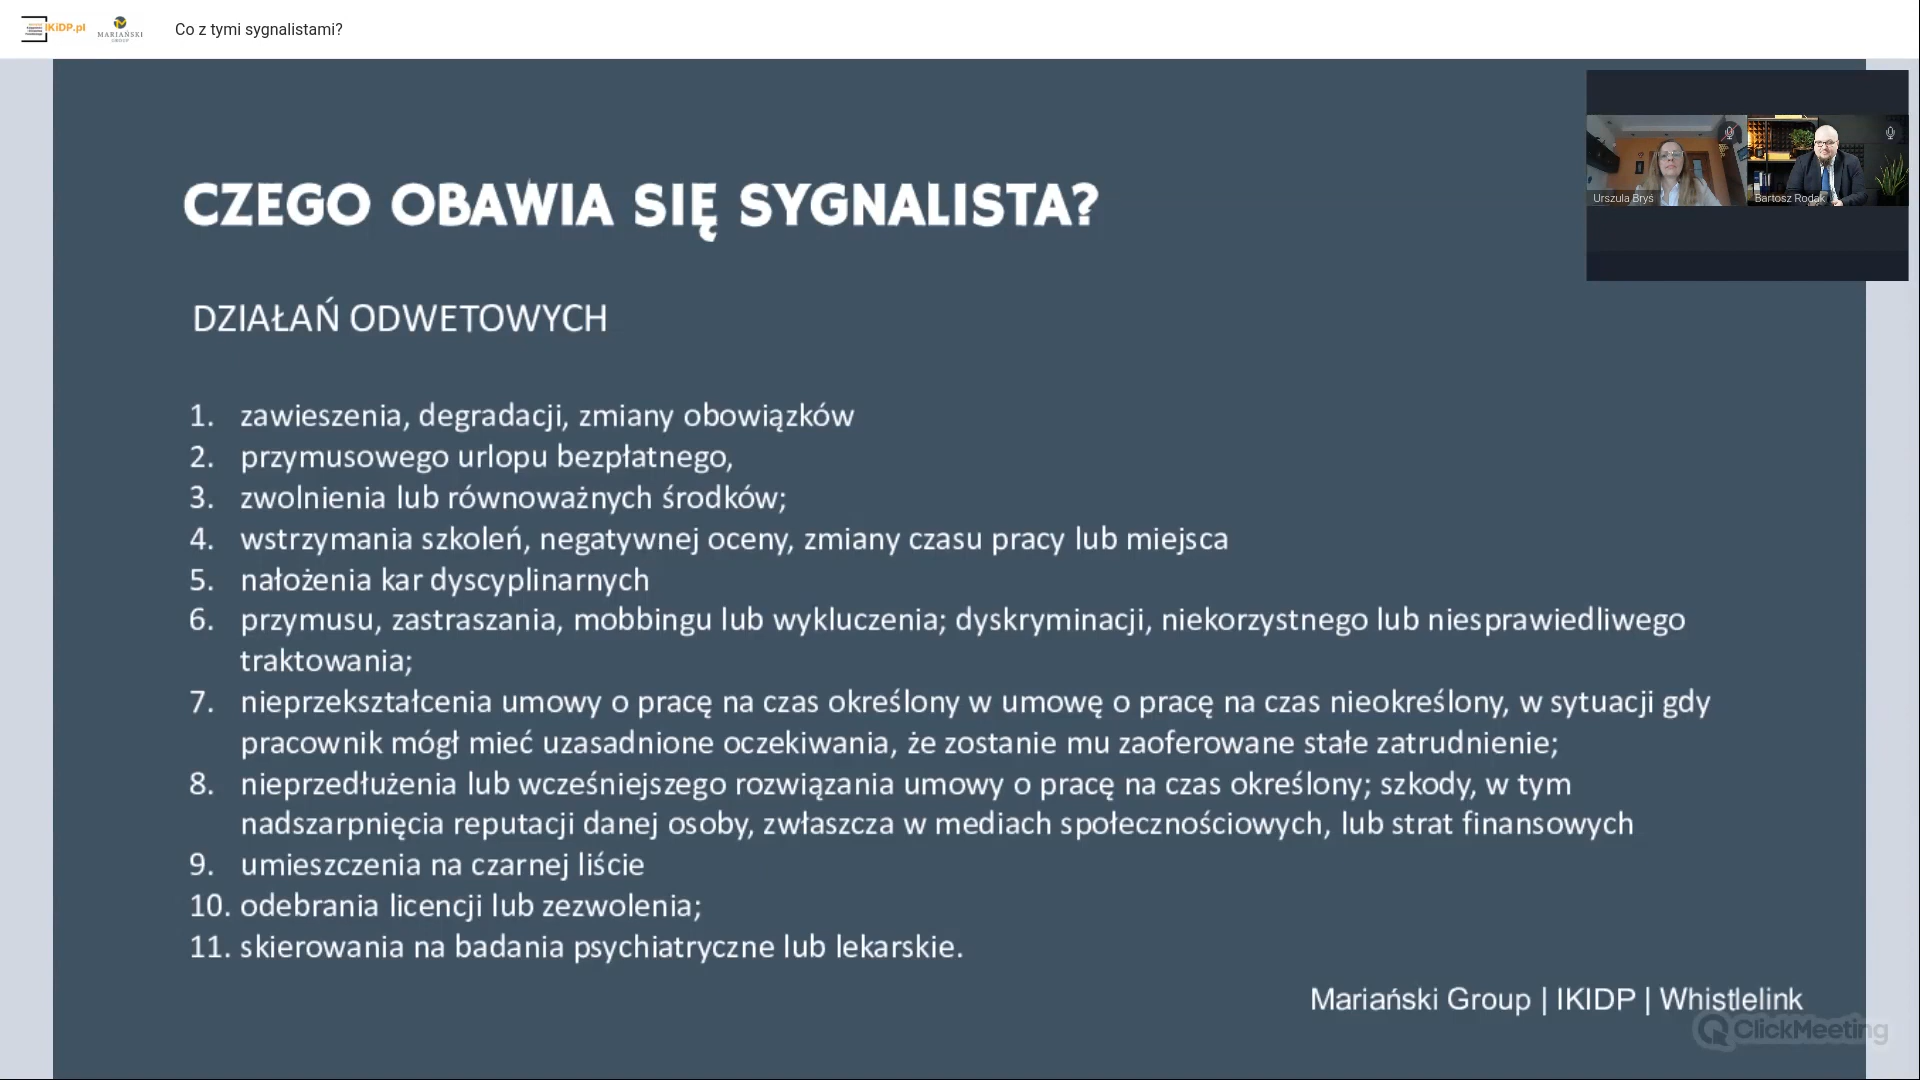 IKiDP.pl
MARIAŃSKI
GROUP
Co z tymi sygnalistami?
Urszula Bryś
Bartosz Rodak
CZEGO OBAWIA SIĘ SYGNALISTA?
DZIAŁAŃ ODWETOWYCH
1. zawieszenia, degradacji, zmiany obowiązków
2. przymusowego urlopu bezpłatnego,
3. zwolnienia lub równoważnych środków;
4. wstrzymania szkoleń, negatywnej oceny, zmiany czasu pracy lub miejsca
5. nałożenia kar dyscyplinarnych
6. przymusu, zastraszania, mobbingu lub wykluczenia; dyskryminacji, niekorzystnego lub niesprawiedliwego
traktowania;
7. nieprzekształcenia umowy o pracę na czas określony w umowę o pracę na czas nieokreślony, w sytuacji gdy
pracownik mógł mieć uzasadnione oczekiwania, że zostanie mu zaoferowane stałe zatrudnienie;
8. nieprzedłużenia lub wcześniejszego rozwiązania umowy o pracę na czas określony; szkody, w tym
nadszarpnięcia reputacji danej osoby, zwłaszcza w mediach społecznościowych, lub strat finansowych
9. umieszczenia na czarnej liście
10. odebrania licencji lub zezwolenia;
11. skierowania na badania psychiatryczne lub lekarskie.
Mariański Group | IKIDP | Whistlelink
ClickMeeting